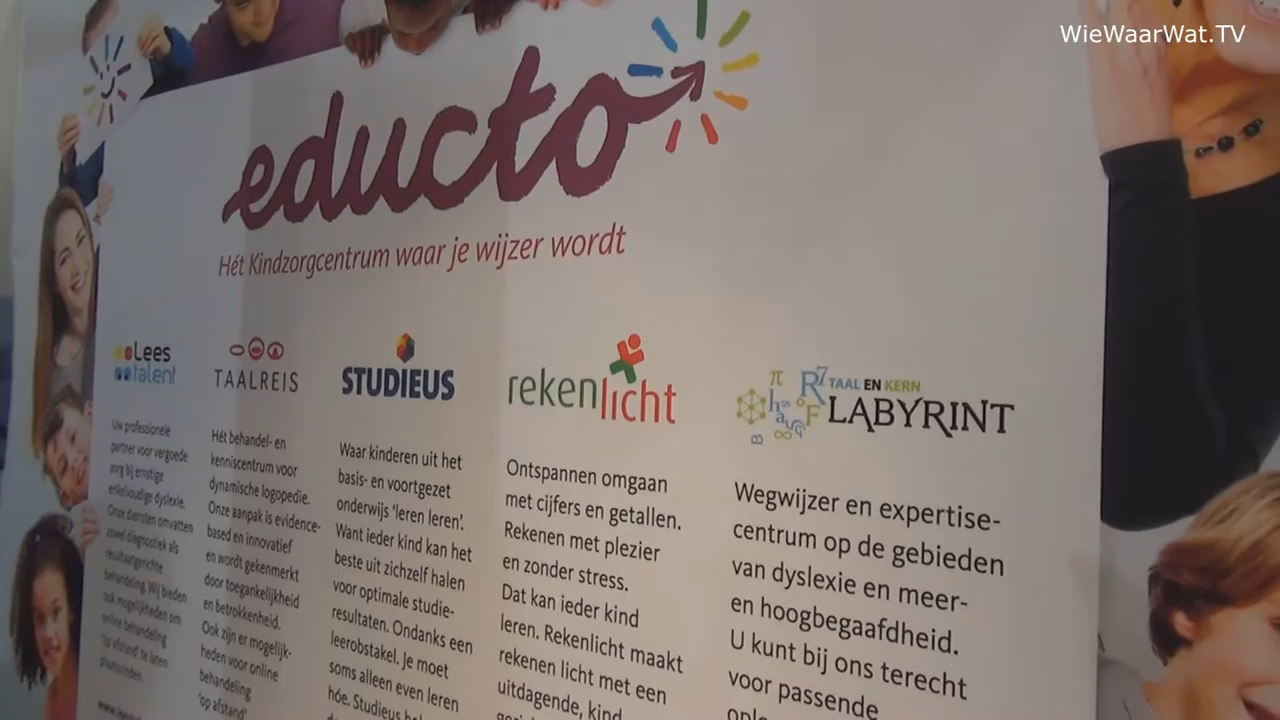 WieWaarWat.TV
educto
Hét Kindzorgcentrum waar je wijzer wordt
Lees
talent
Uw professionele
partner voor vergoede
zorg bij ernstige
enkelvoudige dyslexie.
Onze diensten omvatten
zowel diagnostiek als
resultaatgerichte
behandeling. Wij bieden
ook mogelijkheden om
online behandeling
'op afstand' te laten
plaatsvinden.
TAALREIS
Hét behandel- en
kenniscentrum voor
dynamische logopedie.
Onze aanpak is evidence-
based en innovatief
en wordt gekenmerkt
door toegankelijkheid
en betrokkenheid.
Ook zijn er mogelijk-
heden voor online
behandeling
'op afstand'
STUDIEUS
Waar kinderen uit het
basis- en voortgezet
onderwijs 'leren leren'.
Want ieder kind kan het
beste uit zichzelf halen
voor optimale studie-
resultaten. Ondanks een
leerobstakel. Je moet
soms alleen even leren
hóe. Studieus
rekenlicht
Ontspannen omgaan
met cijfers en getallen.
Rekenen met plezier
en zonder stress.
Dat kan ieder kind
leren. Rekenlicht maakt
rekenen licht met een
uitdagende, kind
TAAL EN KERN
LABYRINT
Wegwijzer en expertise-
centrum op de gebieden
van dyslexie en meer-
en hoogbegaafdheid.
U kunt bij ons terecht
voor passende